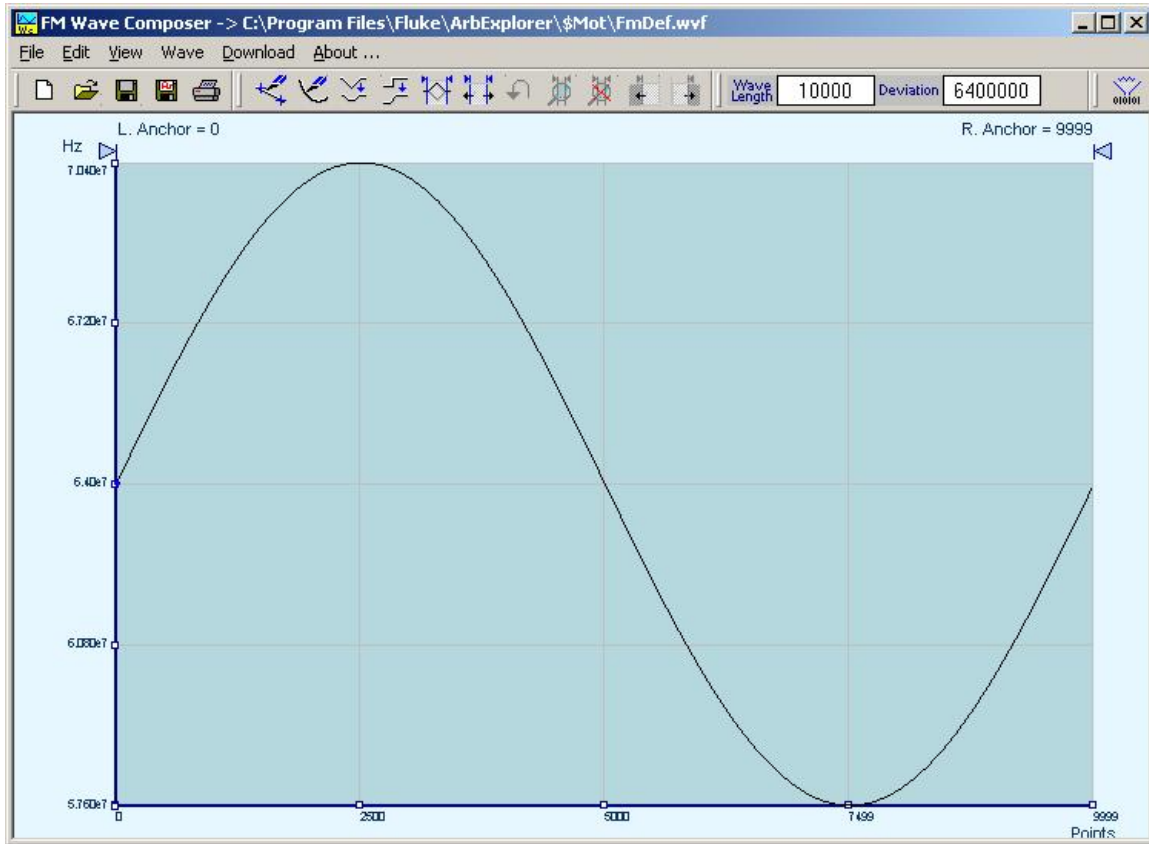 FM Wave Composer -> C:\Program Files\Fluke\ArbExplorer\$Mot\FmDef.wvf
File Edit View Wave Download About ...
Wave Length 10000 Deviation 6400000
010101
L. Anchor = 0 R. Anchor = 9999
Hz
7.040e7
6.720e7
6.40e7
6.080e7
5.760e7
0 2500 5000 7499 9999
Points